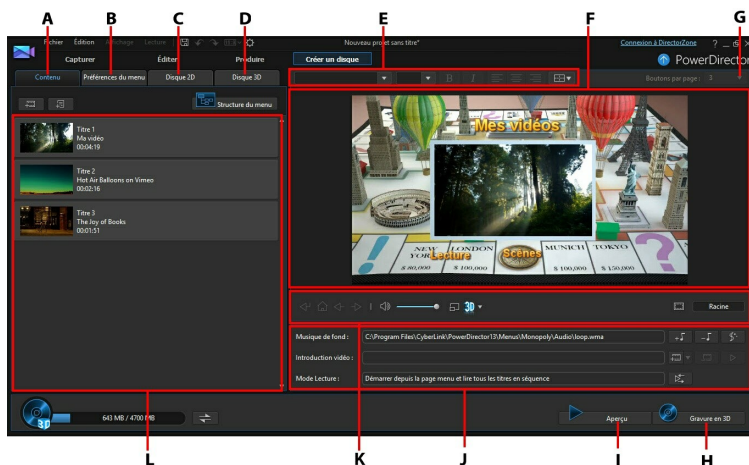 A B C D E F G
Fichier Édition Affichage Lecture Nouveau projet sans titre* Connexion à DirectorZone ?
Capturer Éditer Produire Créer un disque PowerDirector
Contenu Préférences du menu Disque 2D Disque 3D B I Boutons par page : 3
Structure du menu
Titre 1
Ma vidéo
00:04:19
Titre 2
Hot Air Balloons on Vimeo
00:02:16
Titre 3
The Joy of Books
00:01:51
Mes vidéos
NEW YORK LONDON MUNICH TOKYO
Lecture Scènes
$ 80,000 $ 100,000 $ 100,000 $ 150,000
3D Racine
Musique de fond : C:\Program Files\CyberLink\PowerDirector13\Menus\Monopoly\Audio\loop.wma
Introduction vidéo :
Mode Lecture : Démarrer depuis la page menu et lire tous les titres en séquence
3D 643 MB / 4700 MB Aperçu Gravure en 3D
L K J I H